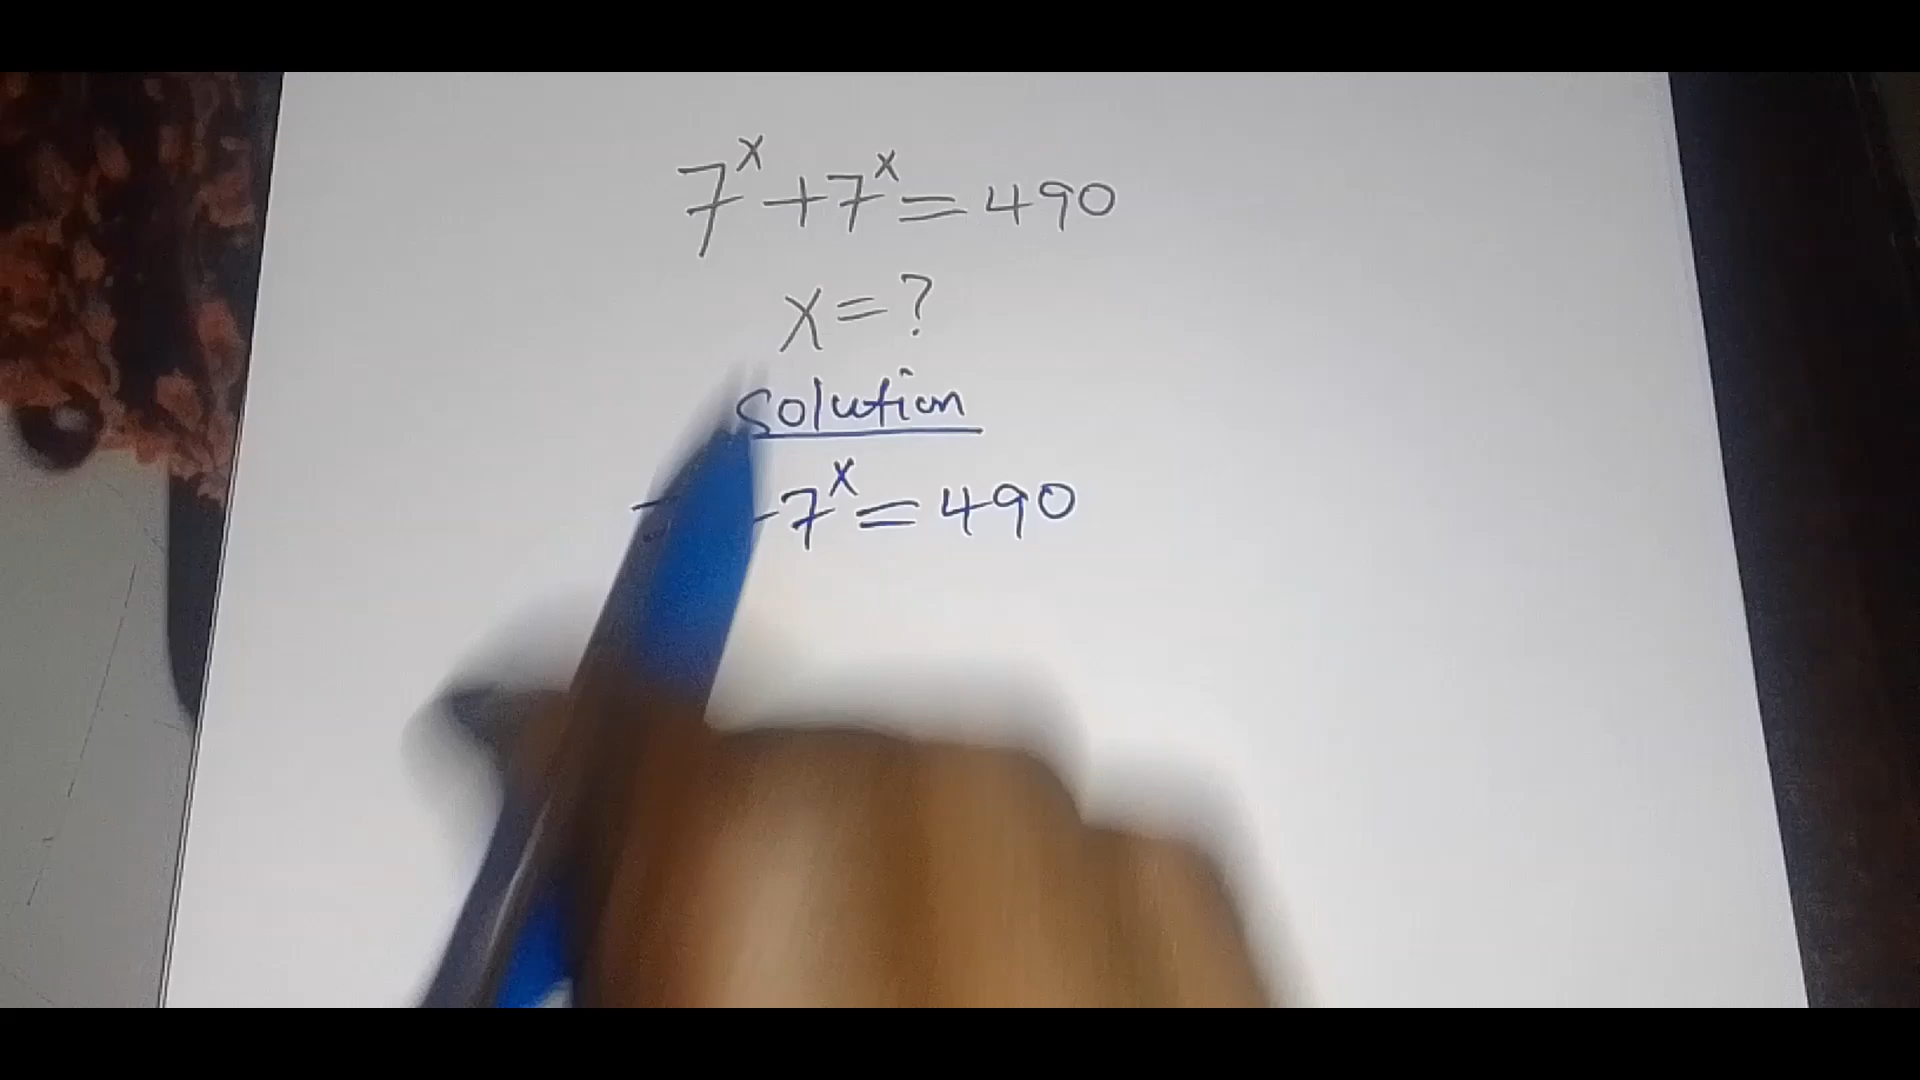 7^x + 7^x = 490
x = ?
Solution
7^x = 490